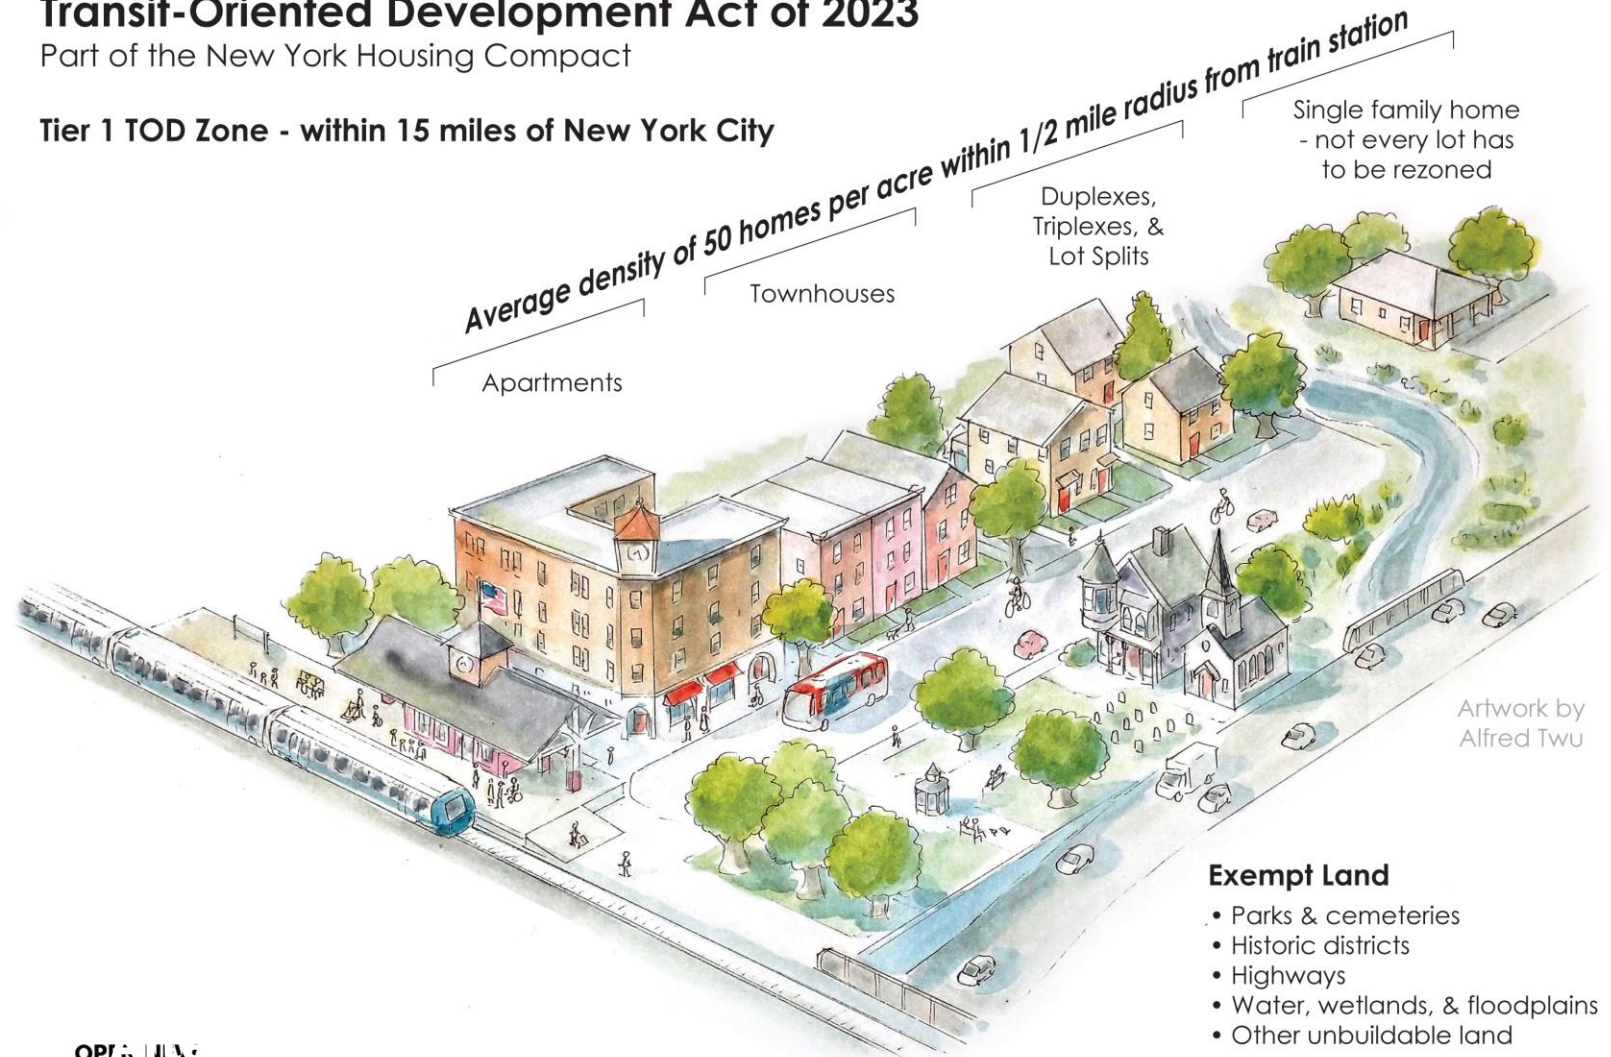 Transit-Oriented Development Act of 2023
Part of the New York Housing Compact
Tier 1 TOD Zone - within 15 miles of New York City
Average density of 50 homes per acre within 1/2 mile radius from train station
Apartments
Townhouses
Duplexes,
Triplexes, &
Lot Splits
Single family home
- not every lot has
to be rezoned
Artwork by
Alfred Twu
Exempt Land
• Parks & cemeteries
• Historic districts
• Highways
• Water, wetlands, & floodplains
• Other unbuildable land